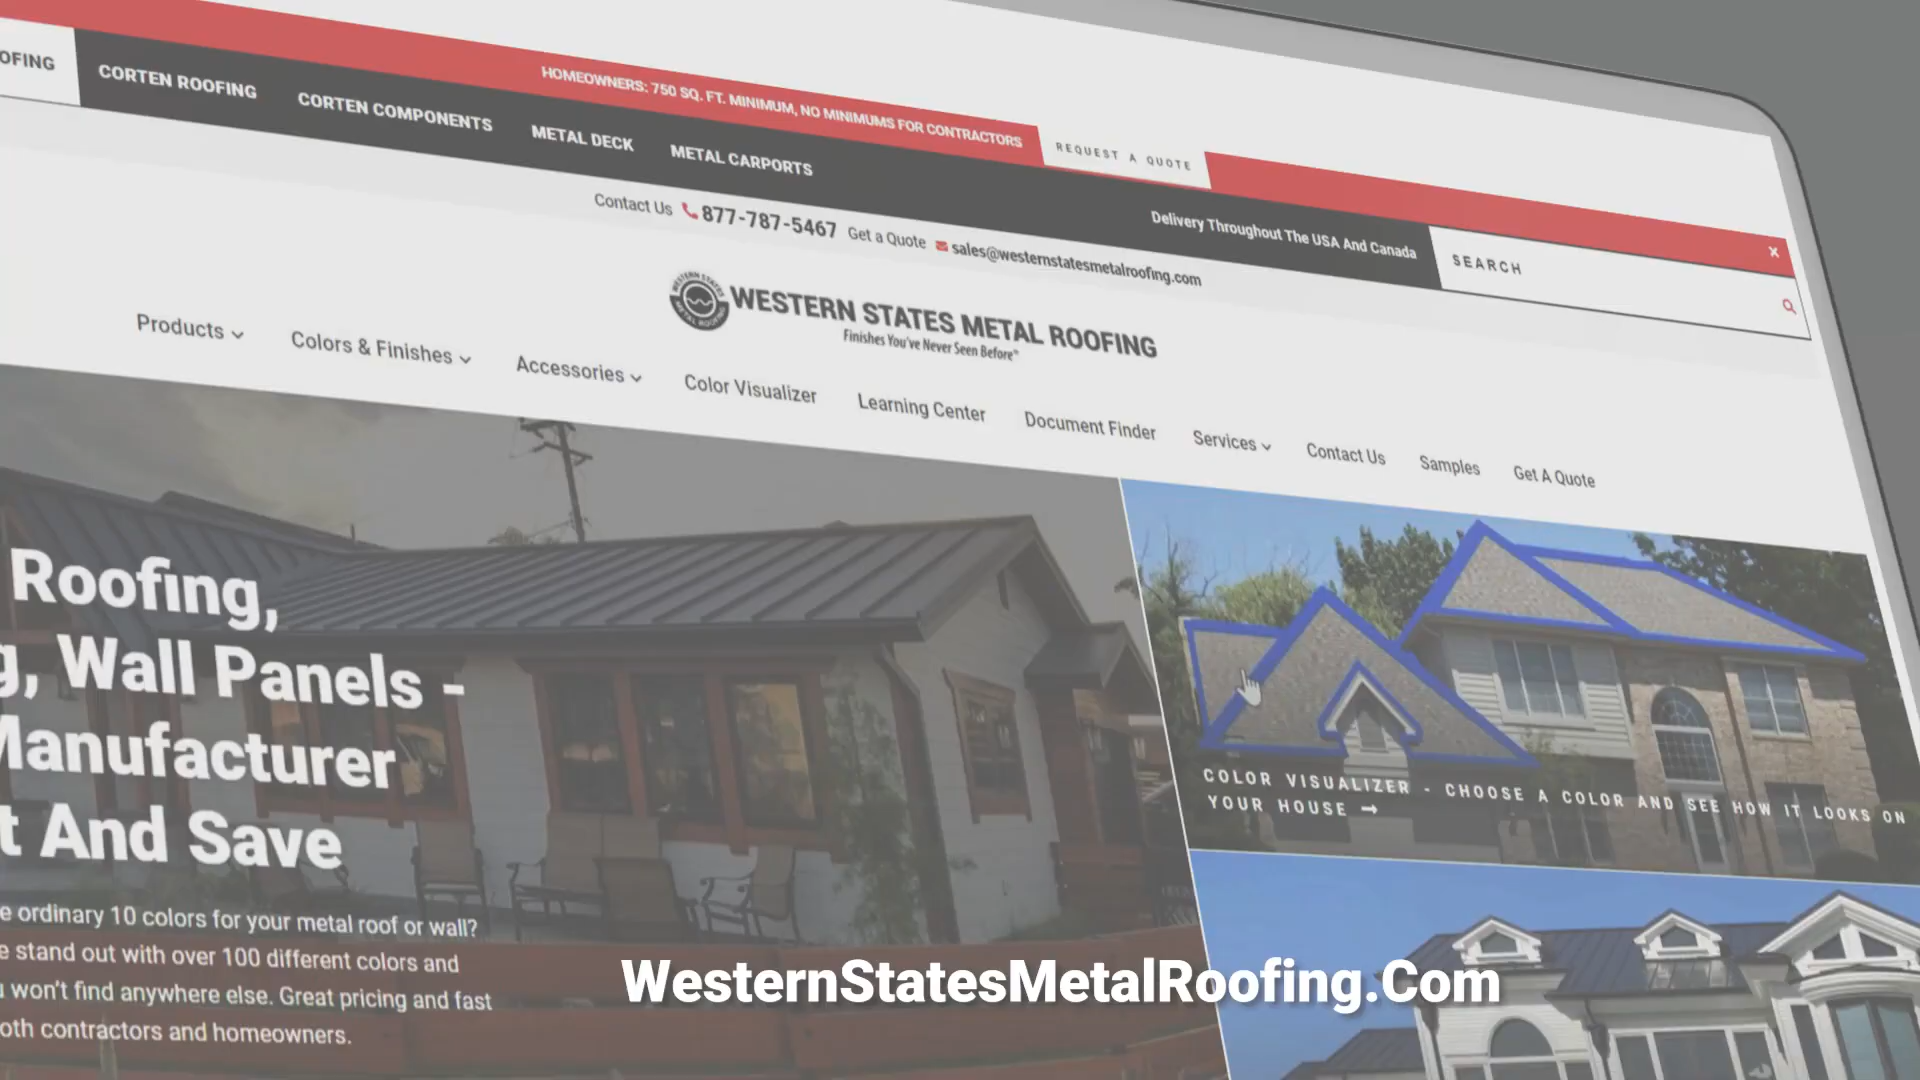 HOMEOWNERS: 750 SQ. FT. MINIMUM, NO MINIMUMS FOR CONTRACTORS
REQUEST A QUOTE
x
OFING
CORTEN ROOFING
CORTEN COMPONENTS
METAL DECK
METAL CARPORTS
Delivery Throughout The USA And Canada
SEARCH
Contact Us 877-787-5467 Get a Quote sales@westernstatesmetalroofing.com
WESTERN STATES
METAL ROOFING
WESTERN STATES METAL ROOFING
Finishes You've Never Seen Before
Products
Colors & Finishes
Accessories
Color Visualizer
Learning Center
Document Finder
Services
Contact Us
Samples
Get A Quote
Roofing,
g, Wall Panels -
Manufacturer
t And Save
e ordinary 10 colors for your metal roof or wall?
e stand out with over 100 different colors and
u won't find anywhere else. Great pricing and fast
oth contractors and homeowners.
COLOR VISUALIZER - CHOOSE A COLOR AND SEE HOW IT LOOKS ON
YOUR HOUSE →
WesternStatesMetalRoofing.Com